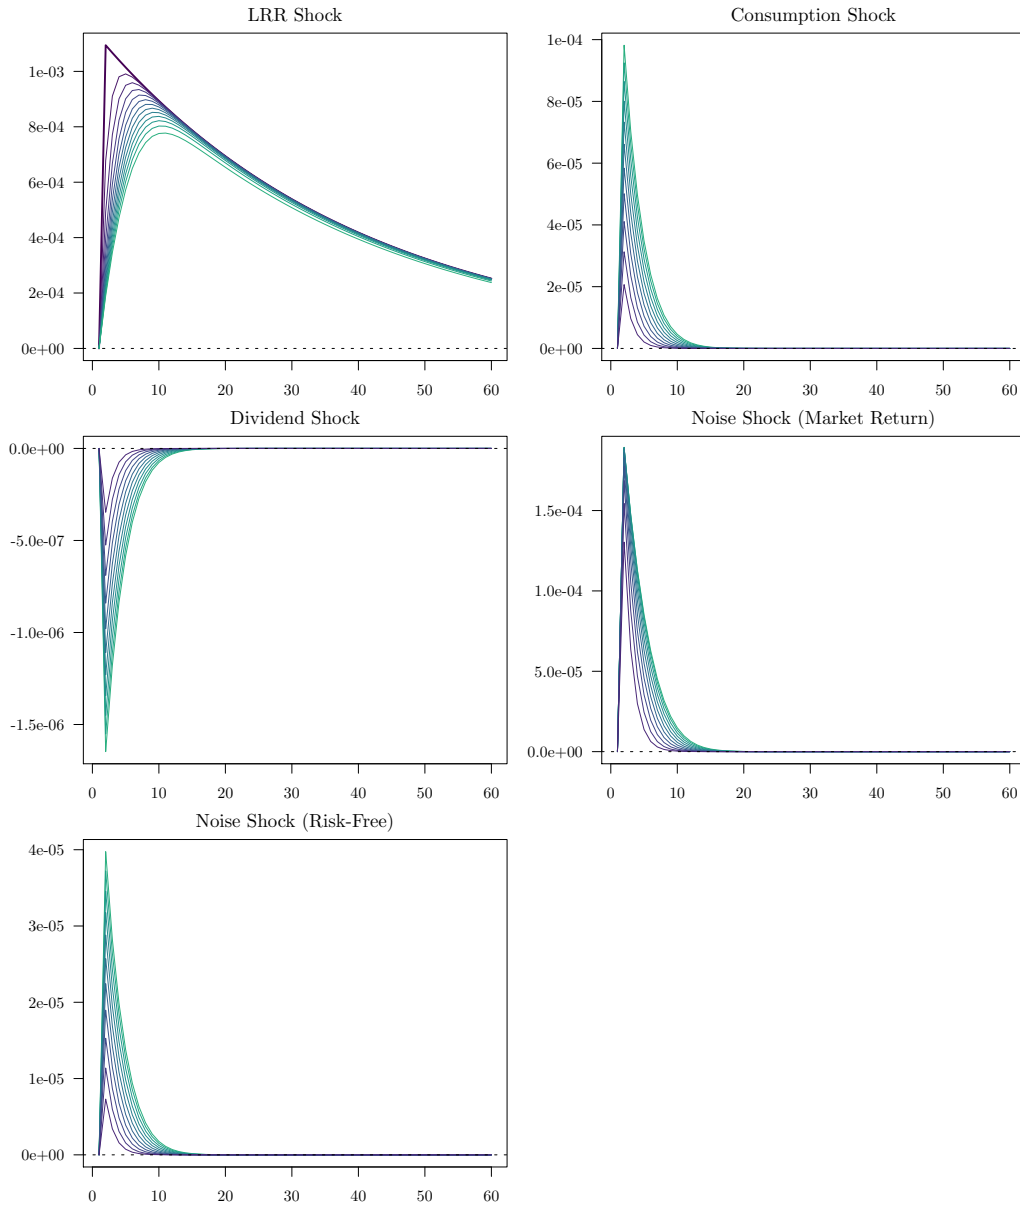 LRR Shock
1e-03
8e-04
6e-04
4e-04
2e-04
0e+00
0 10 20 30 40 50 60
Consumption Shock
1e-04
8e-05
6e-05
4e-05
2e-05
0e+00
0 10 20 30 40 50 60
Dividend Shock
0.0e+00
-5.0e-07
-1.0e-06
-1.5e-06
0 10 20 30 40 50 60
Noise Shock (Market Return)
1.5e-04
1.0e-04
5.0e-05
0.0e+00
0 10 20 30 40 50 60
Noise Shock (Risk-Free)
4e-05
3e-05
2e-05
1e-05
0e+00
0 10 20 30 40 50 60